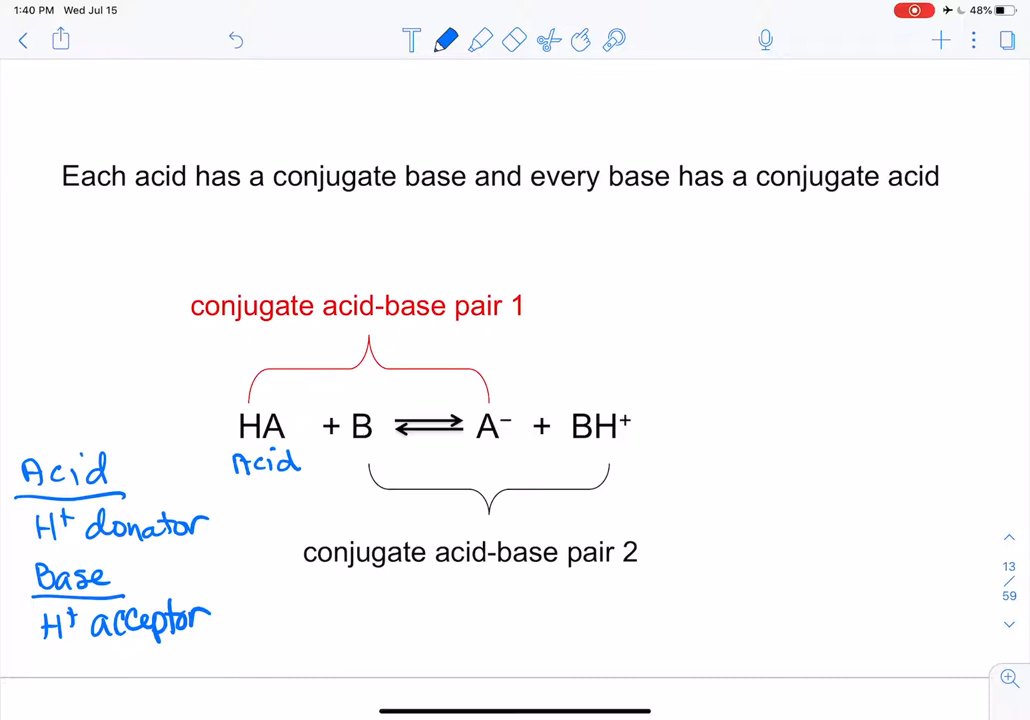 1:40 PM Wed Jul 15
48%
T
Each acid has a conjugate base and every base has a conjugate acid
conjugate acid-base pair 1
HA + B ⇌ A⁻ + BH⁺
Acid
Acid
H⁺ donator
conjugate acid-base pair 2
Base
H⁺ acceptor
13
/
59